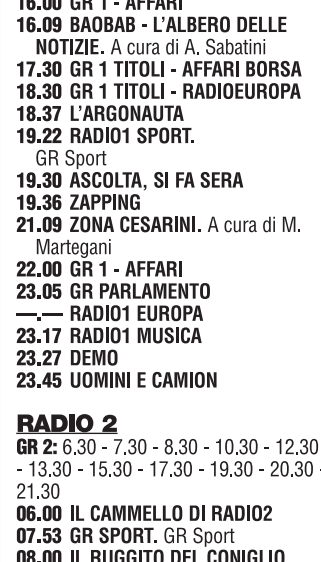 16.00 GR 1 - AFFARI
16.09 BAOBAB - L'ALBERO DELLE
NOTIZIE. A cura di A. Sabatini
17.30 GR 1 TITOLI - AFFARI BORSA
18.30 GR 1 TITOLI - RADIOEUROPA
18.37 L'ARGONAUTA
19.22 RADIO1 SPORT.
GR Sport
19.30 ASCOLTA, SI FA SERA
19.36 ZAPPING
21.09 ZONA CESARINI. A cura di M.
Martegani
22.00 GR 1 - AFFARI
23.05 GR PARLAMENTO
—.— RADIO1 EUROPA
23.17 RADIO1 MUSICA
23.27 DEMO
23.45 UOMINI E CAMION
RADIO 2
GR 2: 6.30 - 7.30 - 8.30 - 10.30 - 12.30
- 13.30 - 15.30 - 17.30 - 19.30 - 20.30 -
21.30
06.00 IL CAMMELLO DI RADIO2
07.53 GR SPORT. GR Sport
08.00 IL RUGGITO DEL CONIGLIO